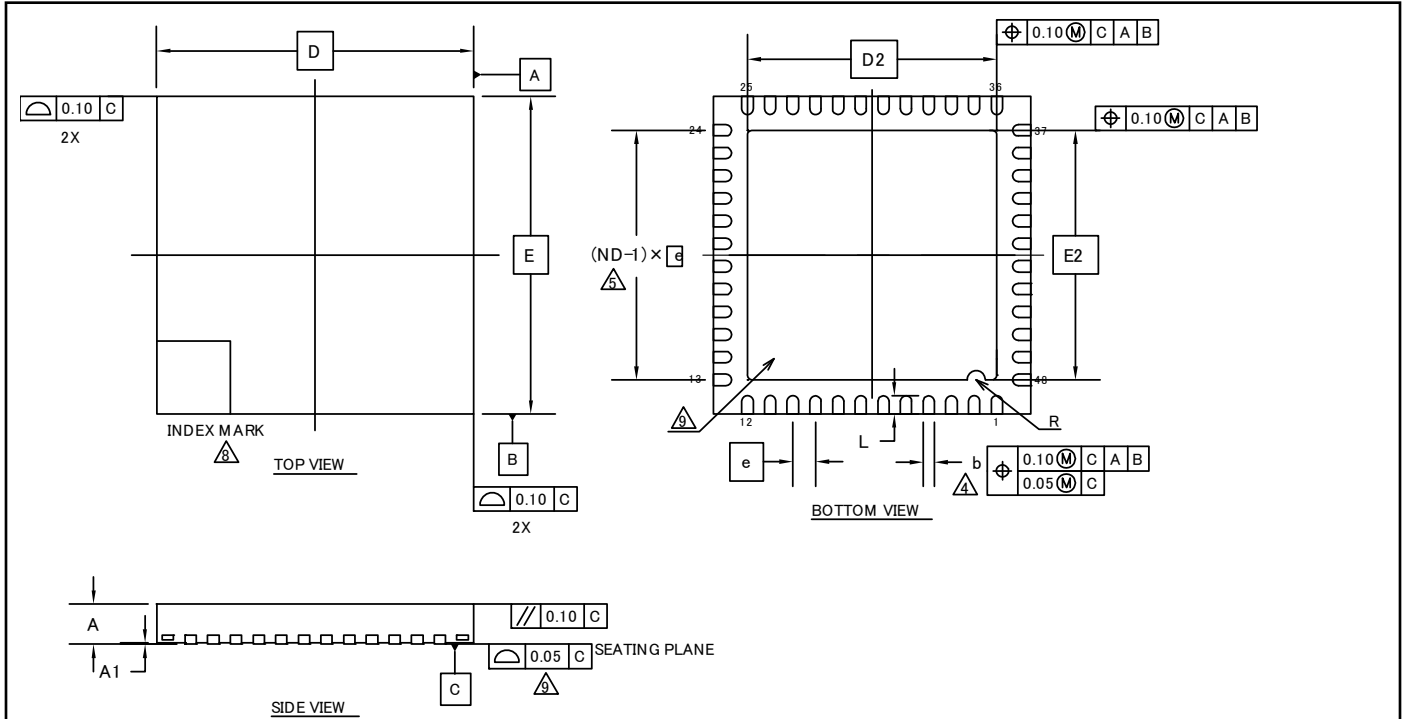 D
A
⌓ 0.10 C
2X
E
INDEX MARK
8
TOP VIEW
B
⌓ 0.10 C
2X
⌖ 0.10 Ⓜ C A B
D2
25
36
⌖ 0.10 Ⓜ C A B
24
37
(ND-1)× e
5
E2
13
48
9
12
1
L
R
e
b
4
⌖ 0.10 Ⓜ C A B
0.05 Ⓜ C
BOTTOM VIEW
A
A1
// 0.10 C
⌓ 0.05 C SEATING PLANE
9
C
SIDE VIEW